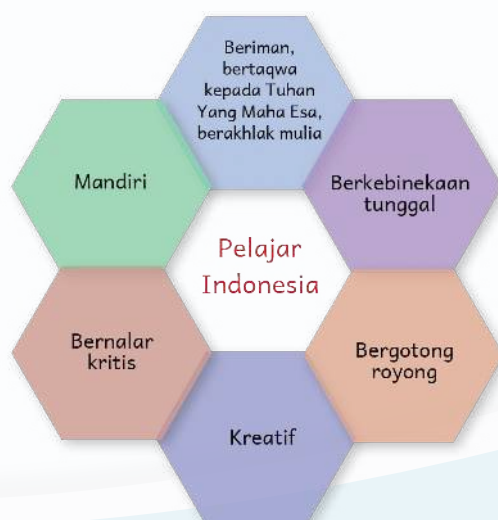 Beriman,
bertaqwa
kepada Tuhan
Yang Maha Esa,
berakhlak mulia
Mandiri
Berkebinekaan
tunggal
Pelajar
Indonesia
Bernalar
kritis
Bergotong
royong
Kreatif